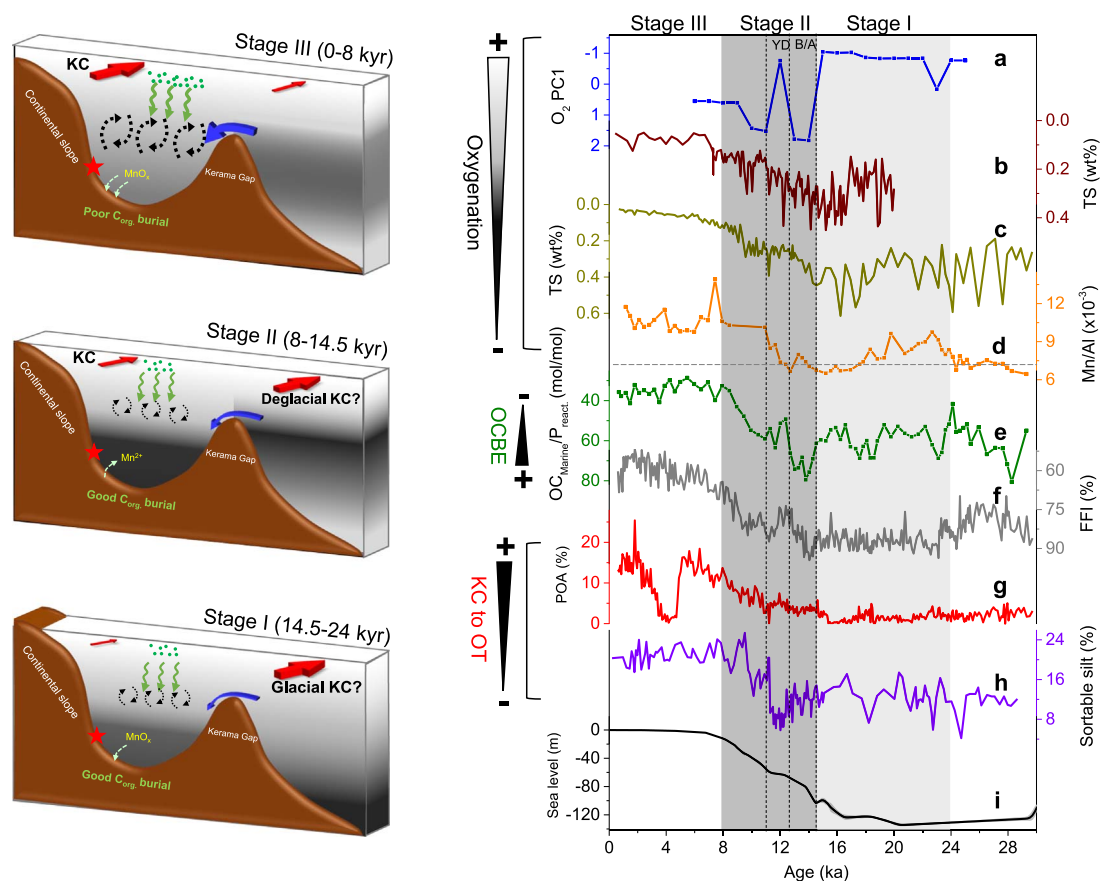 Stage III (0-8 kyr)
KC
Continental slope
MnOₓ
Kerama Gap
Poor C_org. burial
Stage II (8-14.5 kyr)
KC
Deglacial KC?
Continental slope
Mn²⁺
Kerama Gap
Good C_org. burial
Stage I (14.5-24 kyr)
Glacial KC?
Continental slope
MnOₓ
Kerama Gap
Good C_org. burial
+
Oxygenation
-
-
OCBE
+
+
KC to OT
-
Stage III Stage II Stage I
YD B/A
a
-1
0
1
2
O₂ PC1
b
0.0
0.2
0.4
TS (wt%)
c
0.0
0.2
0.4
0.6
TS (wt%)
d
12
9
6
Mn/Al (x10⁻³)
e
40
60
80
OC_Marine/P_react. (mol/mol)
f
60
75
90
FFI (%)
g
20
10
0
POA (%)
h
24
16
8
Sortable silt (%)
i
0
-40
-80
-120
Sea level (m)
0 4 8 12 16 20 24 28
Age (ka)